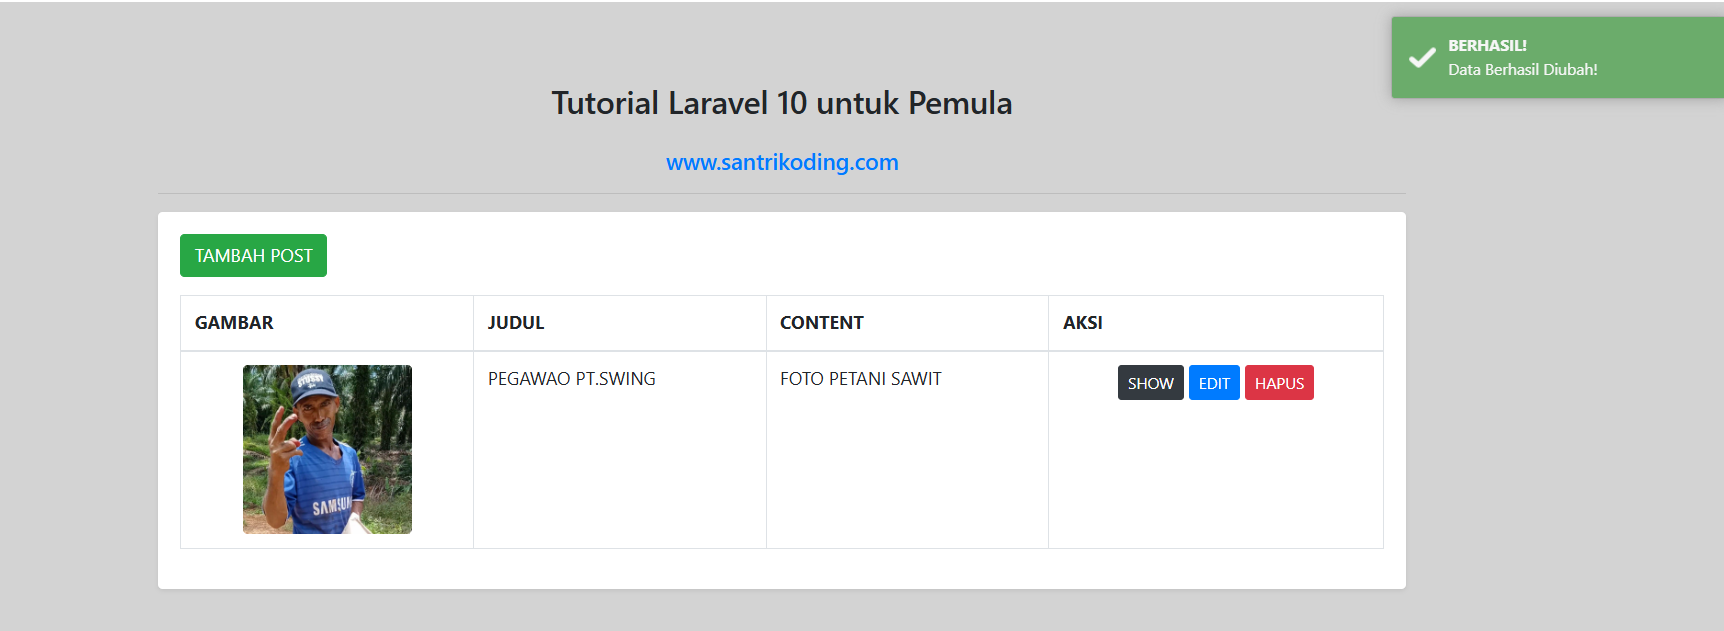 BERHASIL!
Data Berhasil Diubah!
Tutorial Laravel 10 untuk Pemula
www.santrikoding.com
TAMBAH POST
GAMBAR JUDUL CONTENT AKSI
PEGAWAO PT.SWING FOTO PETANI SAWIT SHOW EDIT HAPUS